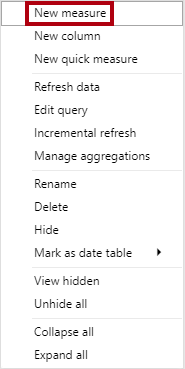 New measure
New column
New quick measure
Refresh data
Edit query
Incremental refresh
Manage aggregations
Rename
Delete
Hide
Mark as date table
View hidden
Unhide all
Collapse all
Expand all